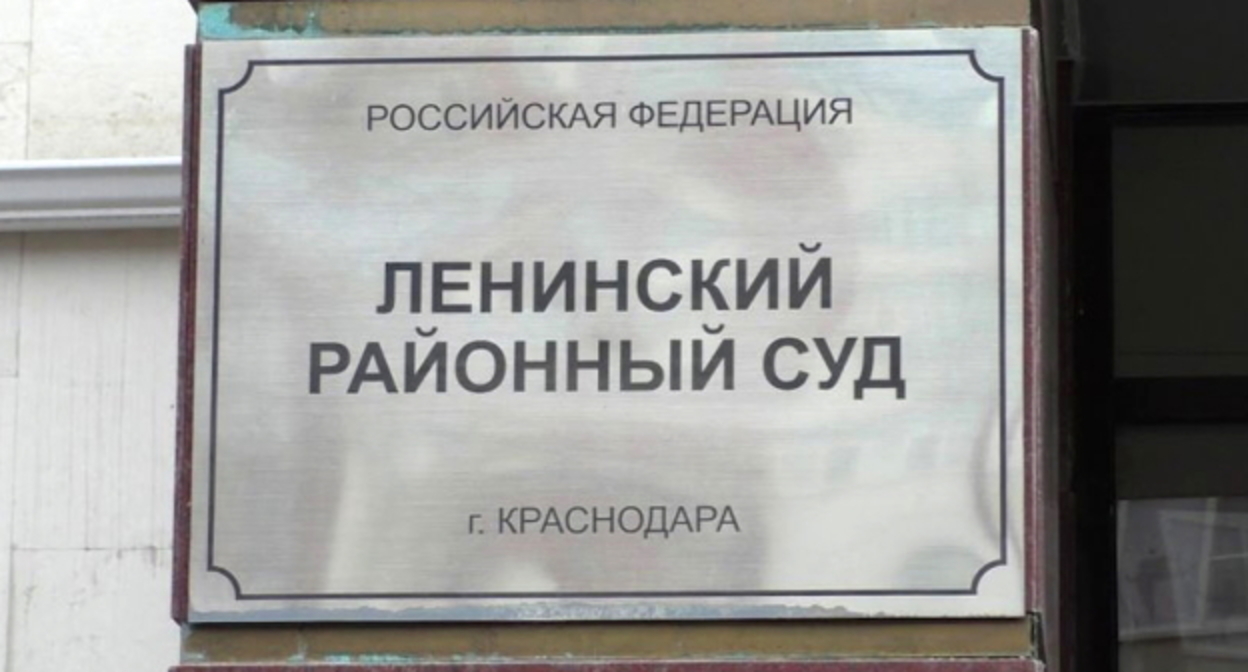 РОССИЙСКАЯ ФЕДЕРАЦИЯ
ЛЕНИНСКИЙ
РАЙОННЫЙ СУД
г. КРАСНОДАРА